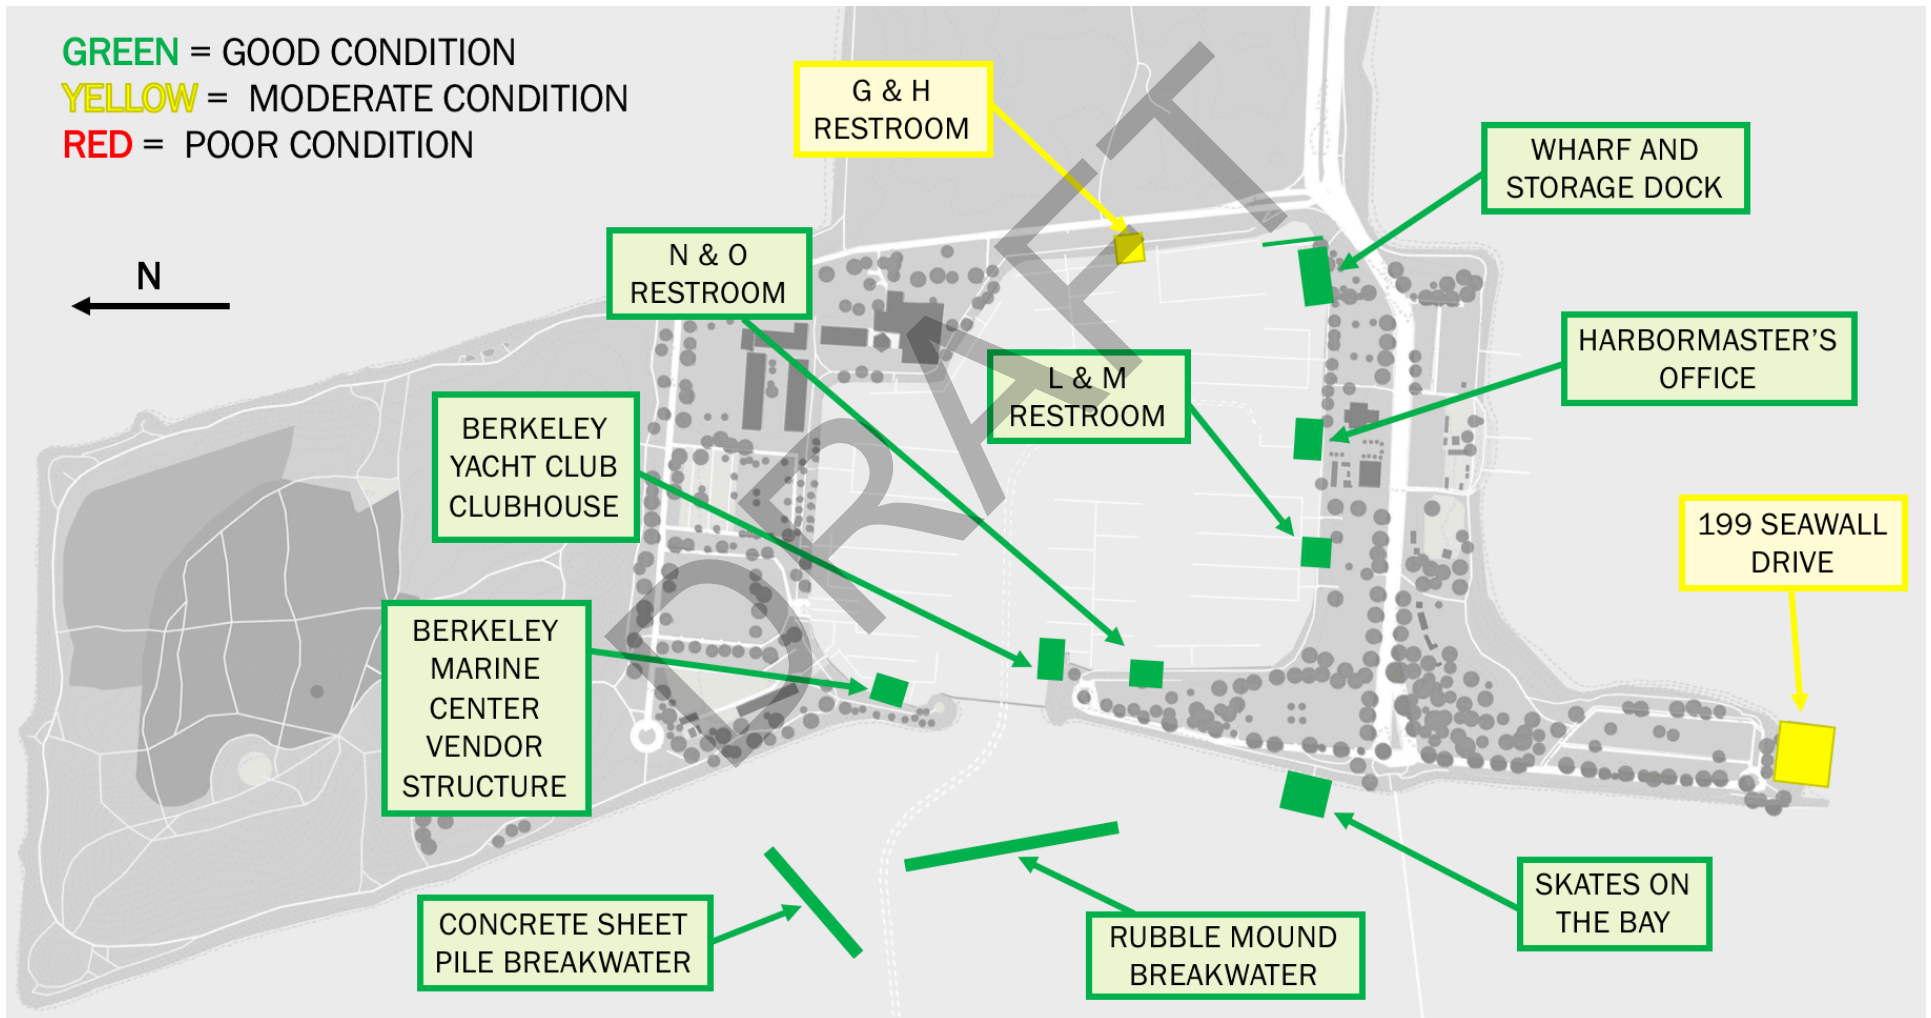 GREEN = GOOD CONDITION
YELLOW = MODERATE CONDITION
RED = POOR CONDITION
G & H
RESTROOM
WHARF AND
STORAGE DOCK
N & O
RESTROOM
N
L & M
RESTROOM
HARBORMASTER'S
OFFICE
BERKELEY
YACHT CLUB
CLUBHOUSE
199 SEAWALL
DRIVE
BERKELEY
MARINE
CENTER
VENDOR
STRUCTURE
SKATES ON
THE BAY
CONCRETE SHEET
PILE BREAKWATER
RUBBLE MOUND
BREAKWATER
DRAFT